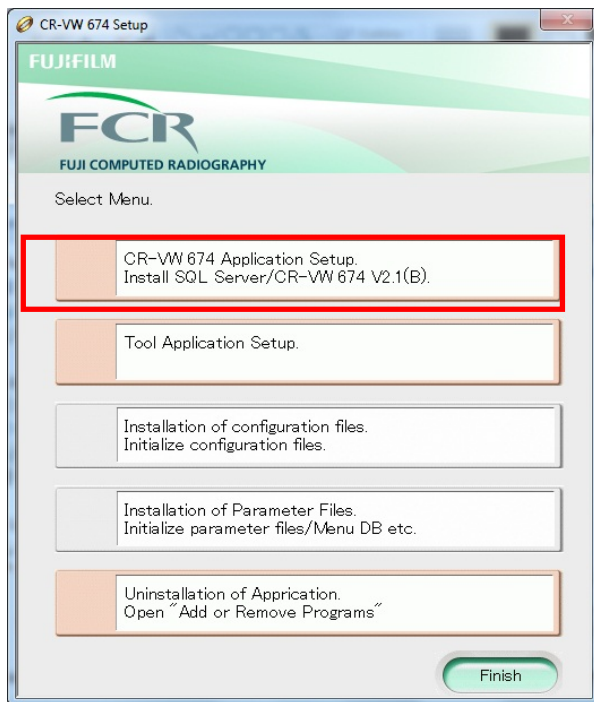 CR-VW 674 Setup
FUJIFILM
FCR
FUJI COMPUTED RADIOGRAPHY
Select Menu.
CR-VW 674 Application Setup.
Install SQL Server/CR-VW 674 V2.1(B).
Tool Application Setup.
Installation of configuration files.
Initialize configuration files.
Installation of Parameter Files.
Initialize parameter files/Menu DB etc.
Uninstallation of Apprication.
Open ˝Add or Remove Programs˝
Finish